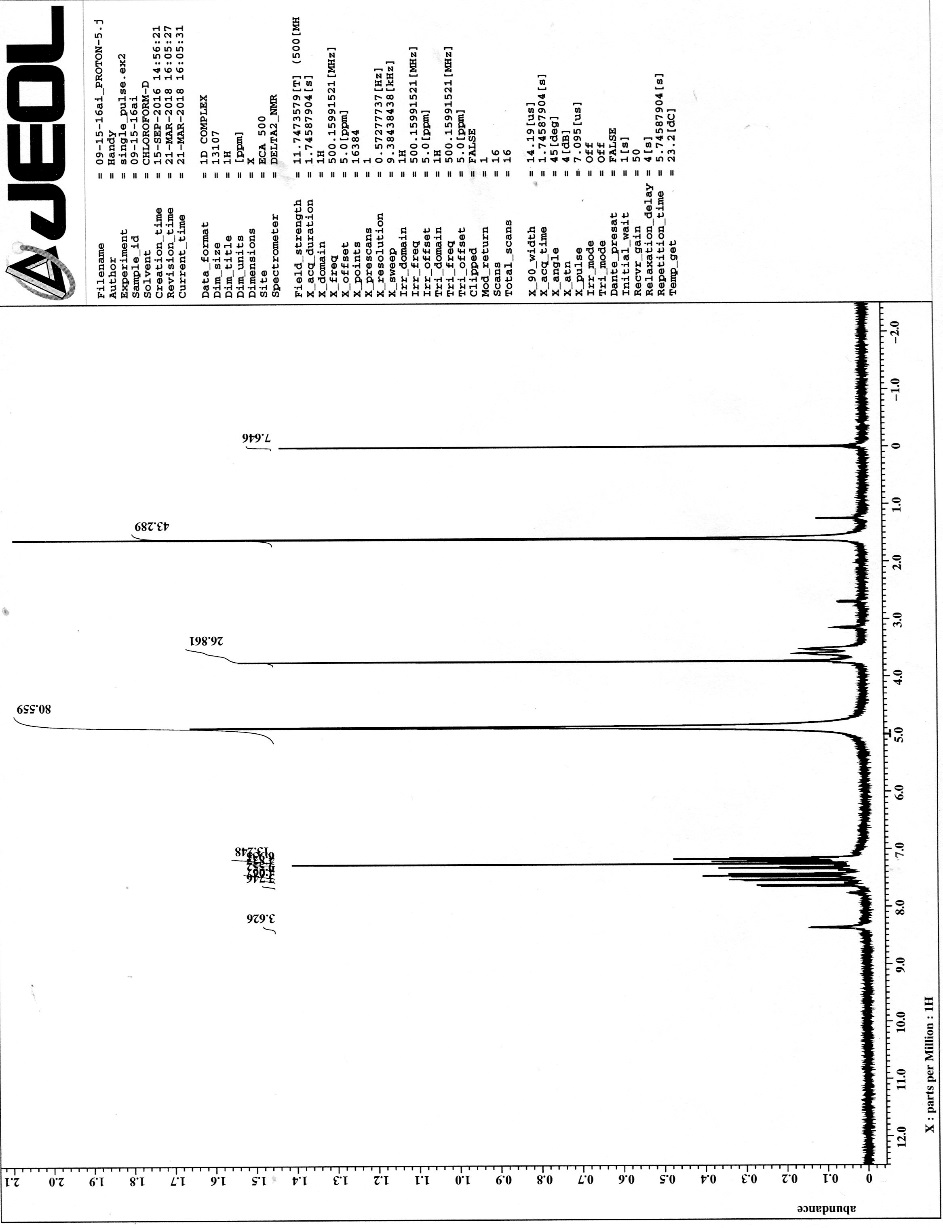 JEOL
Filename = 09-15-16ai_PROTON-5.j
Author = Handy
Experiment = single_pulse.ex2
Sample_id = 09-15-16ai
Solvent = CHLOROFORM-D
Creation_time = 15-SEP-2016 14:56:21
Revision_time = 21-MAR-2018 16:05:27
Current_time = 21-MAR-2018 16:05:31
Data_format = 1D COMPLEX
Dim_size = 13107
Dim_title = 1H
Dim_units = [ppm]
Dimensions = X
Site = ECA 500
Spectrometer = DELTA2_NMR
Field_strength = 11.7473579[T] (500[MH
X_acq_duration = 1.74587904[s]
X_domain = 1H
X_freq = 500.15991521[MHz]
X_offset = 5.0[ppm]
X_points = 16384
X_prescans = 1
X_resolution = 0.57277737[Hz]
X_sweep = 9.38438438[kHz]
Irr_domain = 1H
Irr_freq = 500.15991521[MHz]
Irr_offset = 5.0[ppm]
Tri_domain = 1H
Tri_freq = 500.15991521[MHz]
Tri_offset = 5.0[ppm]
Clipped = FALSE
Mod_return = 1
Scans = 16
Total_scans = 16
X_90_width = 14.19[us]
X_acq_time = 1.74587904[s]
X_angle = 45[deg]
X_atn = 4[dB]
X_pulse = 7.095[us]
Irr_mode = Off
Tri_mode = Off
Dante_presat = FALSE
Initial_wait = 1[s]
Recvr_gain = 50
Relaxation_delay = 4[s]
Repetition_time = 5.74587904[s]
Temp_get = 23.2[dC]
3.626
7.746
13.248
80.559
26.861
43.289
7.646
abundance
0 0.1 0.2 0.3 0.4 0.5 0.6 0.7 0.8 0.9 1.0 1.1 1.2 1.3 1.4 1.5 1.6 1.7 1.8 1.9 2.0 2.1
12.0 11.0 10.0 9.0 8.0 7.0 6.0 5.0 4.0 3.0 2.0 1.0 0 -1.0 -2.0
X : parts per Million : 1H